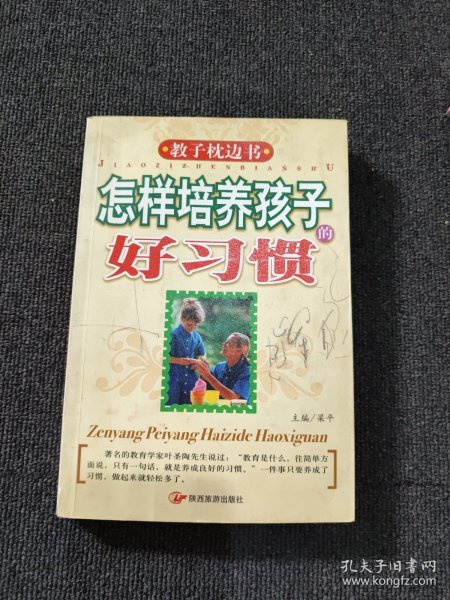 教子枕边书
JIAOZIZHENBIANSHU
怎样培养孩子的
好习惯
主编/梁平
Zenyang Peiyang Haizide Haoxiguan
著名的教育学家叶圣陶先生说过："教育是什么，往简单方
面说，只有一句话，就是养成良好的习惯。"一件事只要养成了
习惯，做起来就轻松多了。
陕西旅游出版社
孔夫子旧书网
www.kongfz.com